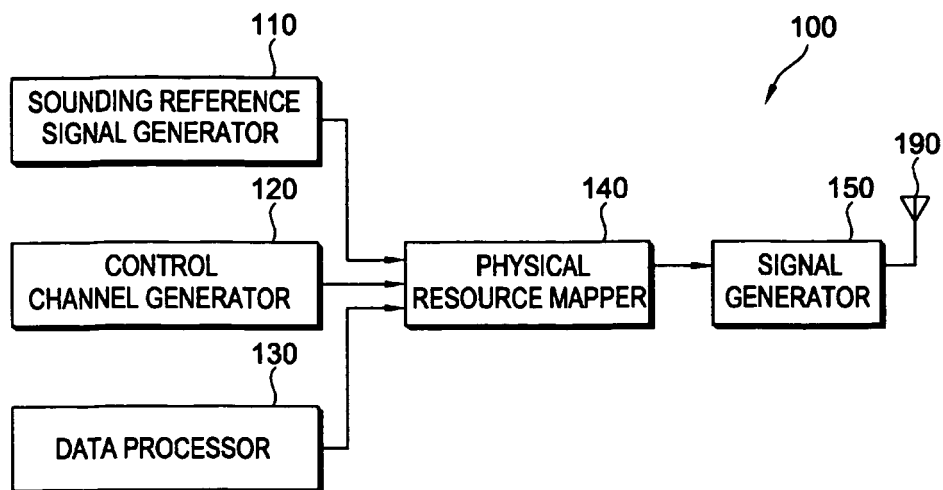 110
100
SOUNDING REFERENCE
SIGNAL GENERATOR
190
120
140
150
CONTROL
CHANNEL GENERATOR
PHYSICAL
RESOURCE MAPPER
SIGNAL
GENERATOR
130
DATA PROCESSOR